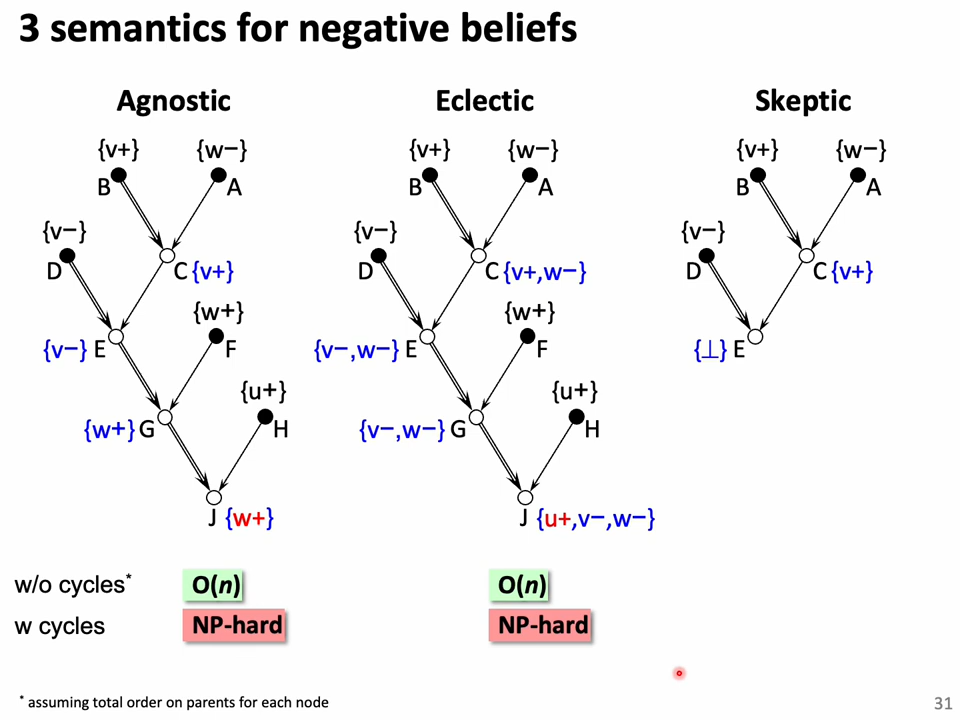 3 semantics for negative beliefs
Agnostic
{v+} {w−}
B A
{v−}
D C {v+}
{w+}
{v−} E F
{u+}
{w+} G H
J {w+}
Eclectic
{v+} {w−}
B A
{v−}
D C {v+,w−}
{w+}
{v−,w−} E F
{u+}
{v−,w−} G H
J {u+,v−,w−}
Skeptic
{v+} {w−}
B A
{v−}
D C {v+}
{⊥} E
w/o cycles* O(n) O(n)
w cycles NP-hard NP-hard
* assuming total order on parents for each node
31